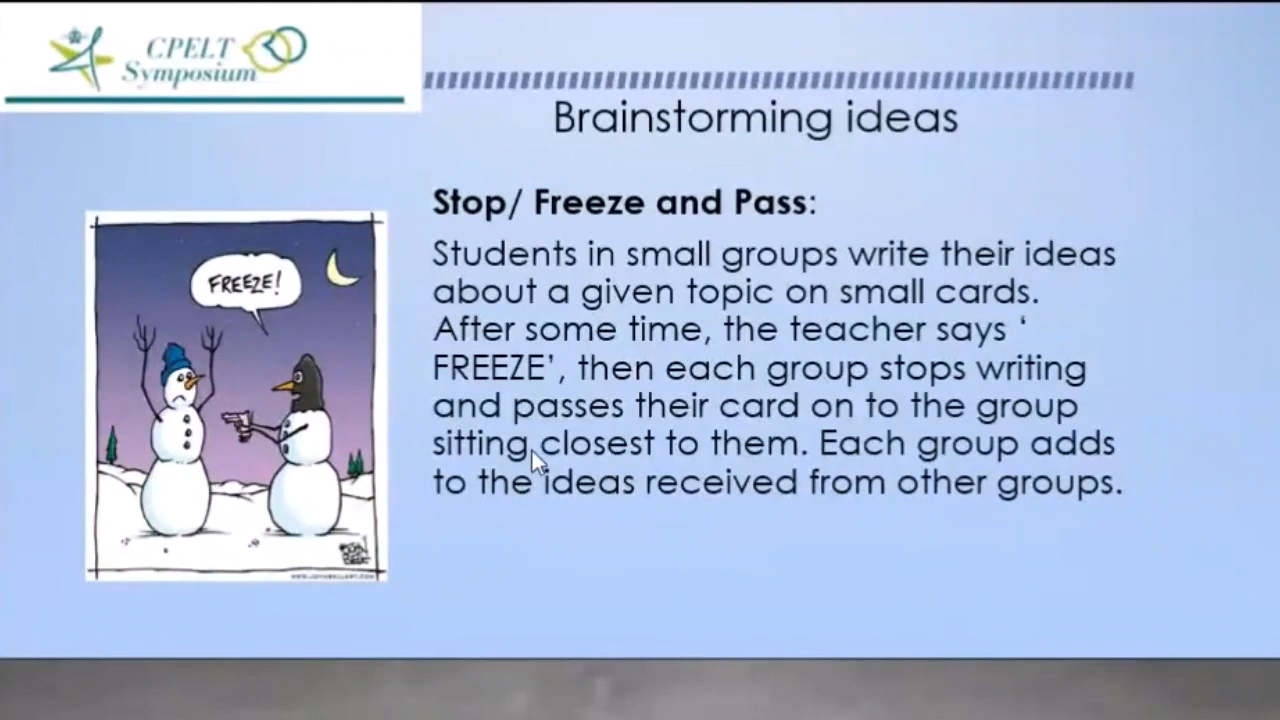 CPELT
Symposium
Brainstorming ideas
Stop/ Freeze and Pass:
Students in small groups write their ideas
about a given topic on small cards.
After some time, the teacher says ‘
FREEZE’, then each group stops writing
and passes their card on to the group
sitting closest to them. Each group adds
to the ideas received from other groups.
FREEZE!